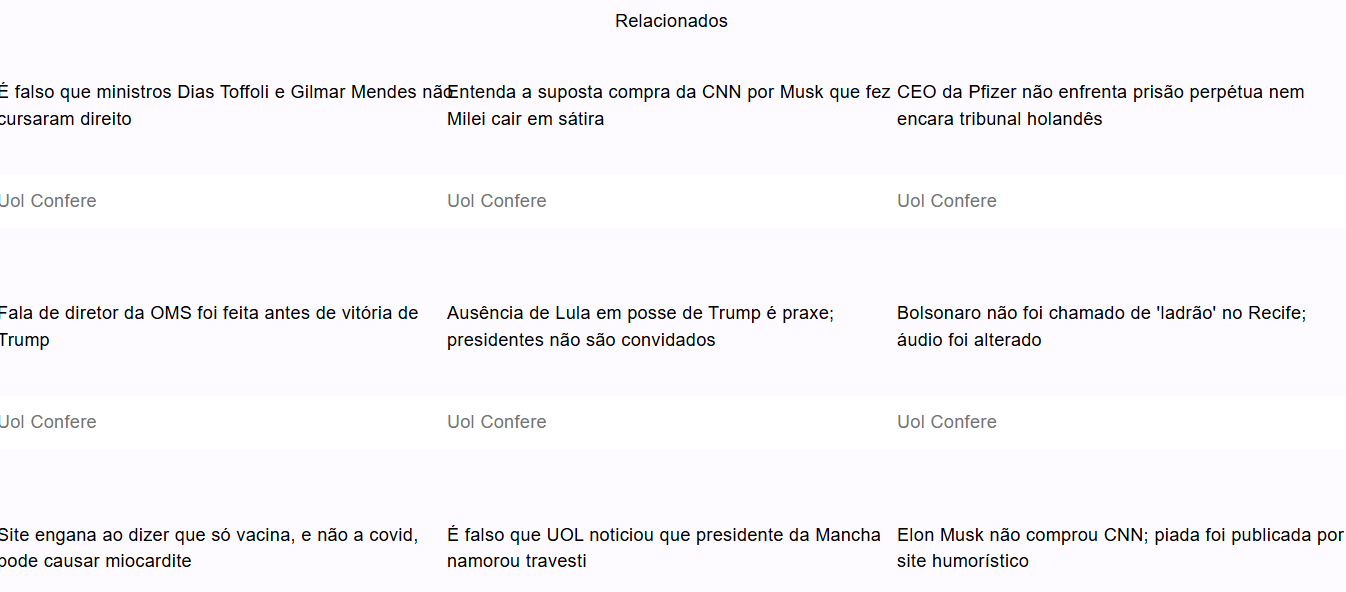 Relacionados
É falso que ministros Dias Toffoli e Gilmar Mendes não
cursaram direito
Entenda a suposta compra da CNN por Musk que fez
Milei cair em sátira
CEO da Pfizer não enfrenta prisão perpétua nem
encara tribunal holandês
Uol Confere
Uol Confere
Uol Confere
Fala de diretor da OMS foi feita antes de vitória de
Trump
Ausência de Lula em posse de Trump é praxe;
presidentes não são convidados
Bolsonaro não foi chamado de 'ladrão' no Recife;
áudio foi alterado
Uol Confere
Uol Confere
Uol Confere
Site engana ao dizer que só vacina, e não a covid,
pode causar miocardite
É falso que UOL noticiou que presidente da Mancha
namorou travesti
Elon Musk não comprou CNN; piada foi publicada por
site humorístico